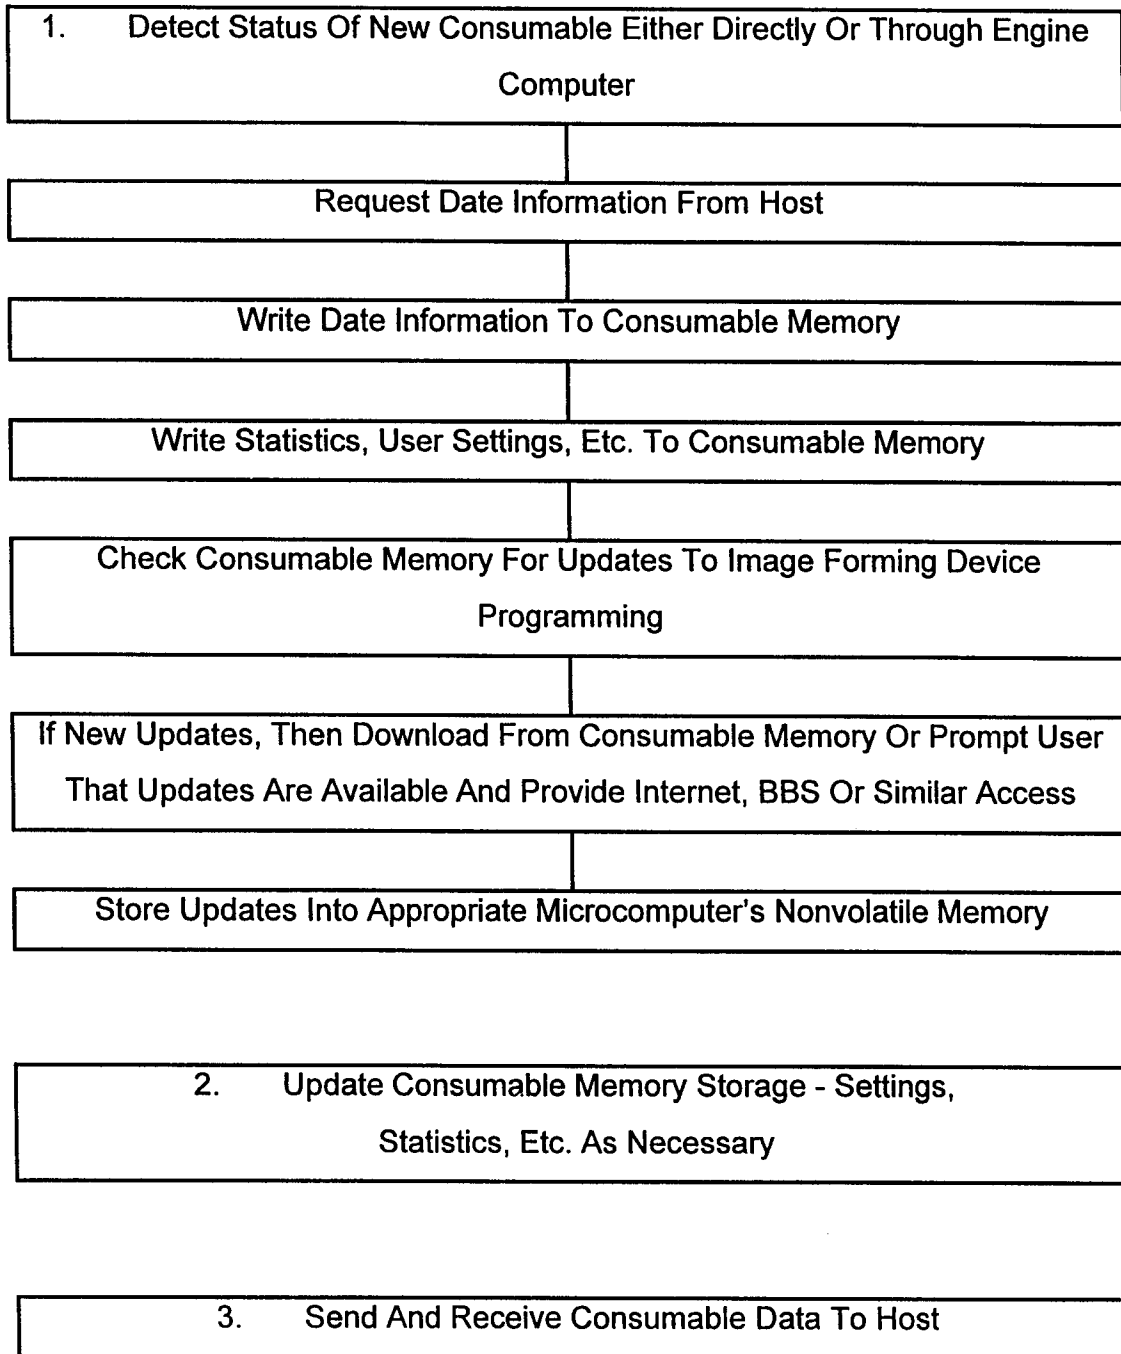 1. Detect Status Of New Consumable Either Directly Or Through Engine
Computer
Request Date Information From Host
Write Date Information To Consumable Memory
Write Statistics, User Settings, Etc. To Consumable Memory
Check Consumable Memory For Updates To Image Forming Device
Programming
If New Updates, Then Download From Consumable Memory Or Prompt User
That Updates Are Available And Provide Internet, BBS Or Similar Access
Store Updates Into Appropriate Microcomputer's Nonvolatile Memory
2. Update Consumable Memory Storage - Settings,
Statistics, Etc. As Necessary
3. Send And Receive Consumable Data To Host